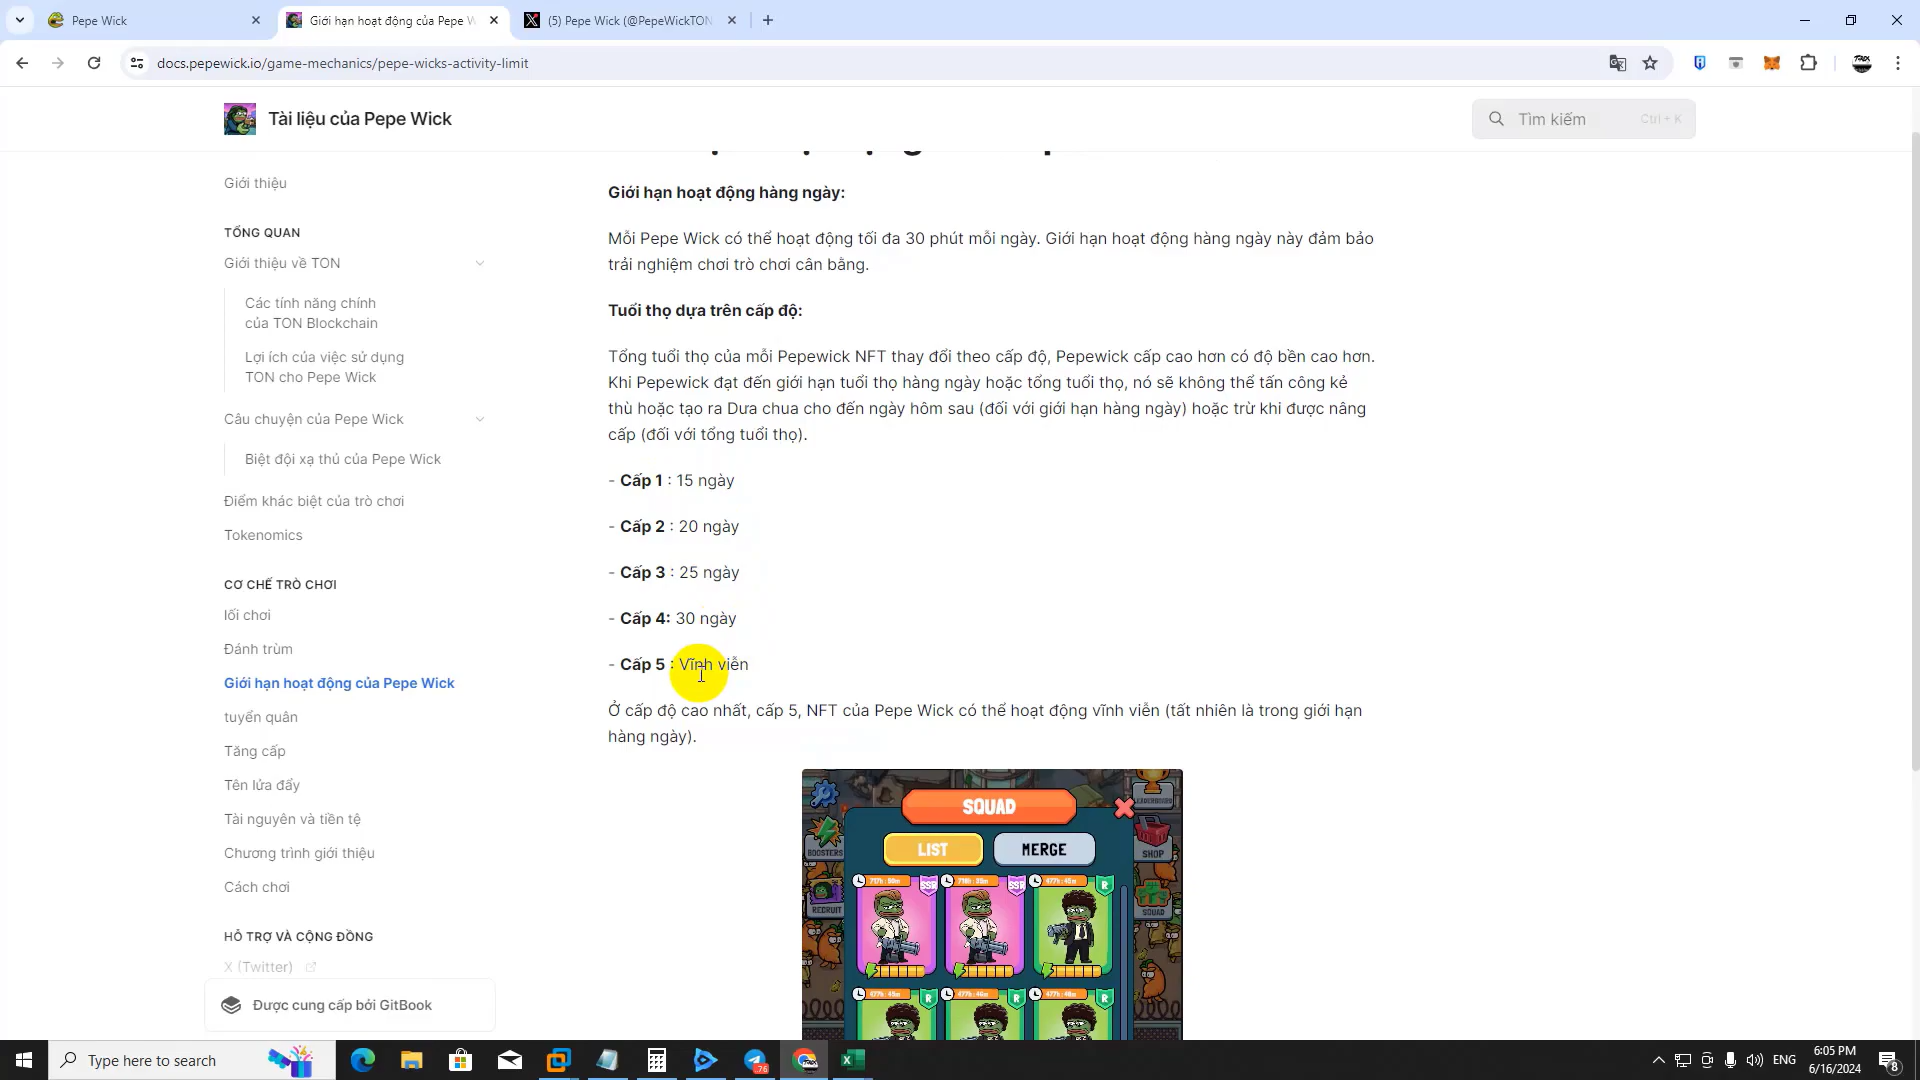 Pepe Wick
Giới hạn hoạt động của Pepe W
(5) Pepe Wick (@PepeWickTON
docs.pepewick.io/game-mechanics/pepe-wicks-activity-limit
Tài liệu của Pepe Wick
Tìm kiếm
Ctrl + K
Giới thiệu
TỔNG QUAN
Giới thiệu về TON
Các tính năng chính
của TON Blockchain
Lợi ích của việc sử dụng
TON cho Pepe Wick
Câu chuyện của Pepe Wick
Biệt đội xạ thủ của Pepe Wick
Điểm khác biệt của trò chơi
Tokenomics
CƠ CHẾ TRÒ CHƠI
lối chơi
Đánh trùm
Giới hạn hoạt động của Pepe Wick
tuyển quân
Tăng cấp
Tên lửa đẩy
Tài nguyên và tiền tệ
Chương trình giới thiệu
Cách chơi
HỖ TRỢ VÀ CỘNG ĐỒNG
X (Twitter)
Được cung cấp bởi GitBook
Giới hạn hoạt động hàng ngày:
Mỗi Pepe Wick có thể hoạt động tối đa 30 phút mỗi ngày. Giới hạn hoạt động hàng ngày này đảm bảo
trải nghiệm chơi trò chơi cân bằng.
Tuổi thọ dựa trên cấp độ:
Tổng tuổi thọ của mỗi Pepewick NFT thay đổi theo cấp độ, Pepewick cấp cao hơn có độ bền cao hơn.
Khi Pepewick đạt đến giới hạn tuổi thọ hàng ngày hoặc tổng tuổi thọ, nó sẽ không thể tấn công kẻ
thù hoặc tạo ra Dưa chua cho đến ngày hôm sau (đối với giới hạn hàng ngày) hoặc trừ khi được nâng
cấp (đối với tổng tuổi thọ).
- Cấp 1 : 15 ngày
- Cấp 2 : 20 ngày
- Cấp 3 : 25 ngày
- Cấp 4: 30 ngày
- Cấp 5 : Vĩnh viễn
Ở cấp độ cao nhất, cấp 5, NFT của Pepe Wick có thể hoạt động vĩnh viễn (tất nhiên là trong giới hạn
hàng ngày).
SQUAD
LEADERBOARD
LIST
MERGE
BOOSTERS
SHOP
SSR
SSR
R
RECRUIT
SQUAD
R
R
R
Type here to search
.76
ENG
6:05 PM
6/16/2024
8